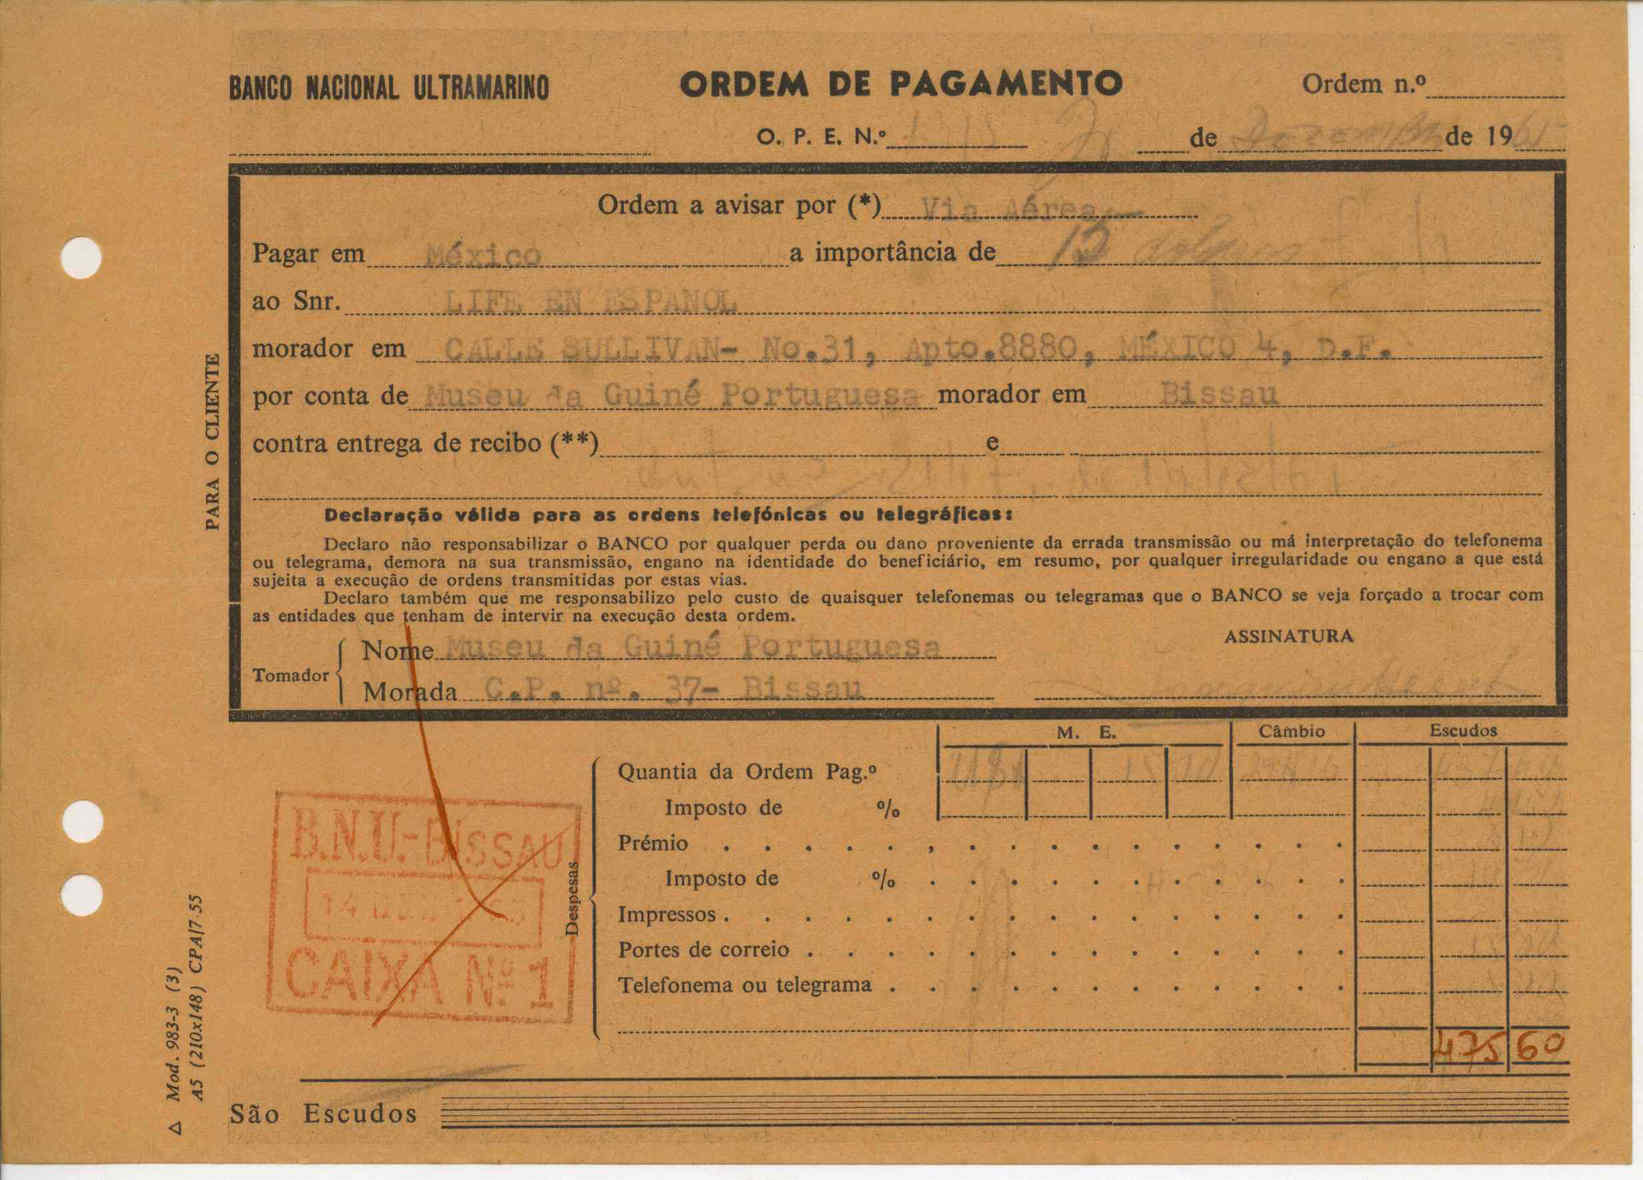 BANCO NACIONAL ULTRAMARINO ORDEM DE PAGAMENTO Ordem n.º
O. P. E. N.º de Dezembro de 1965
Ordem a avisar por (*) Via Aérea
Pagar em México a importância de 15
ao Snr. LIFE EN ESPANOL
morador em CALLE SULLIVAN- No.31, Apto.8880, MÉXICO 4, D.F.
por conta de Museu da Guiné Portuguesa morador em Bissau
contra entrega de recibo (**) e
Declaração válida para as ordens telefónicas ou telegráficas:
Declaro não responsabilizar o BANCO por qualquer perda ou dano proveniente da errada transmissão ou má interpretação do telefonema
ou telegrama, demora na sua transmissão, engano na identidade do beneficiário, em resumo, por qualquer irregularidade ou engano a que está
sujeita a execução de ordens transmitidas por estas vias.
Declaro também que me responsabilizo pelo custo de quaisquer telefonemas ou telegramas que o BANCO se veja forçado a trocar com
as entidades que tenham de intervir na execução desta ordem.
ASSINATURA
Tomador
Nome Museu da Guiné Portuguesa
Morada C.P. nº. 37- Bissau
M. E. Câmbio Escudos
Quantia da Ordem Pag.º
Imposto de %
Prémio
Imposto de %
Impressos
Portes de correio
Telefonema ou telegrama
475 60
Despesas
B.N.U.-BISSAU
CAIXA Nº 1
São Escudos
PARA O CLIENTE
Δ Mod. 983-3 (3)
A5 (210x148) CPA/7-55